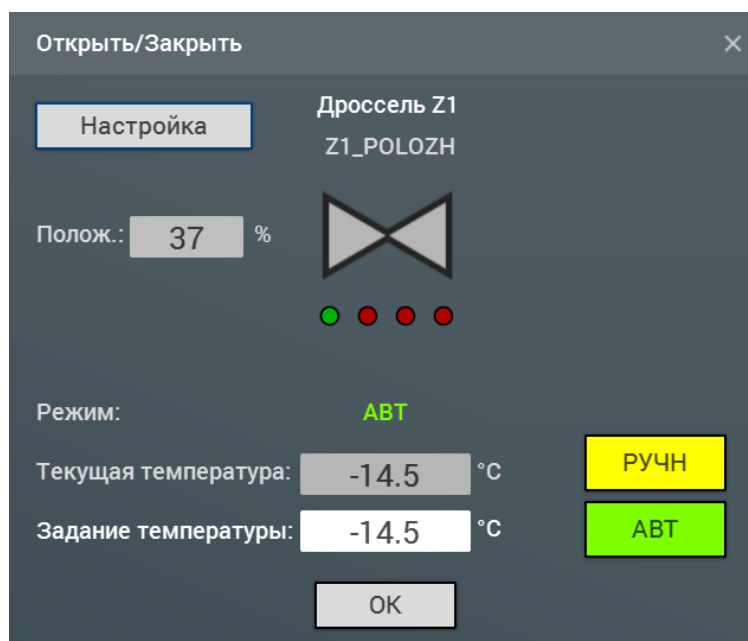 Открыть/Закрыть ×
Настройка
Дроссель Z1
Z1_POLOZH
Полож.: 37 %
Режим: АВТ
Текущая температура: -14.5 °C
РУЧН
Задание температуры: -14.5 °C
АВТ
ОК